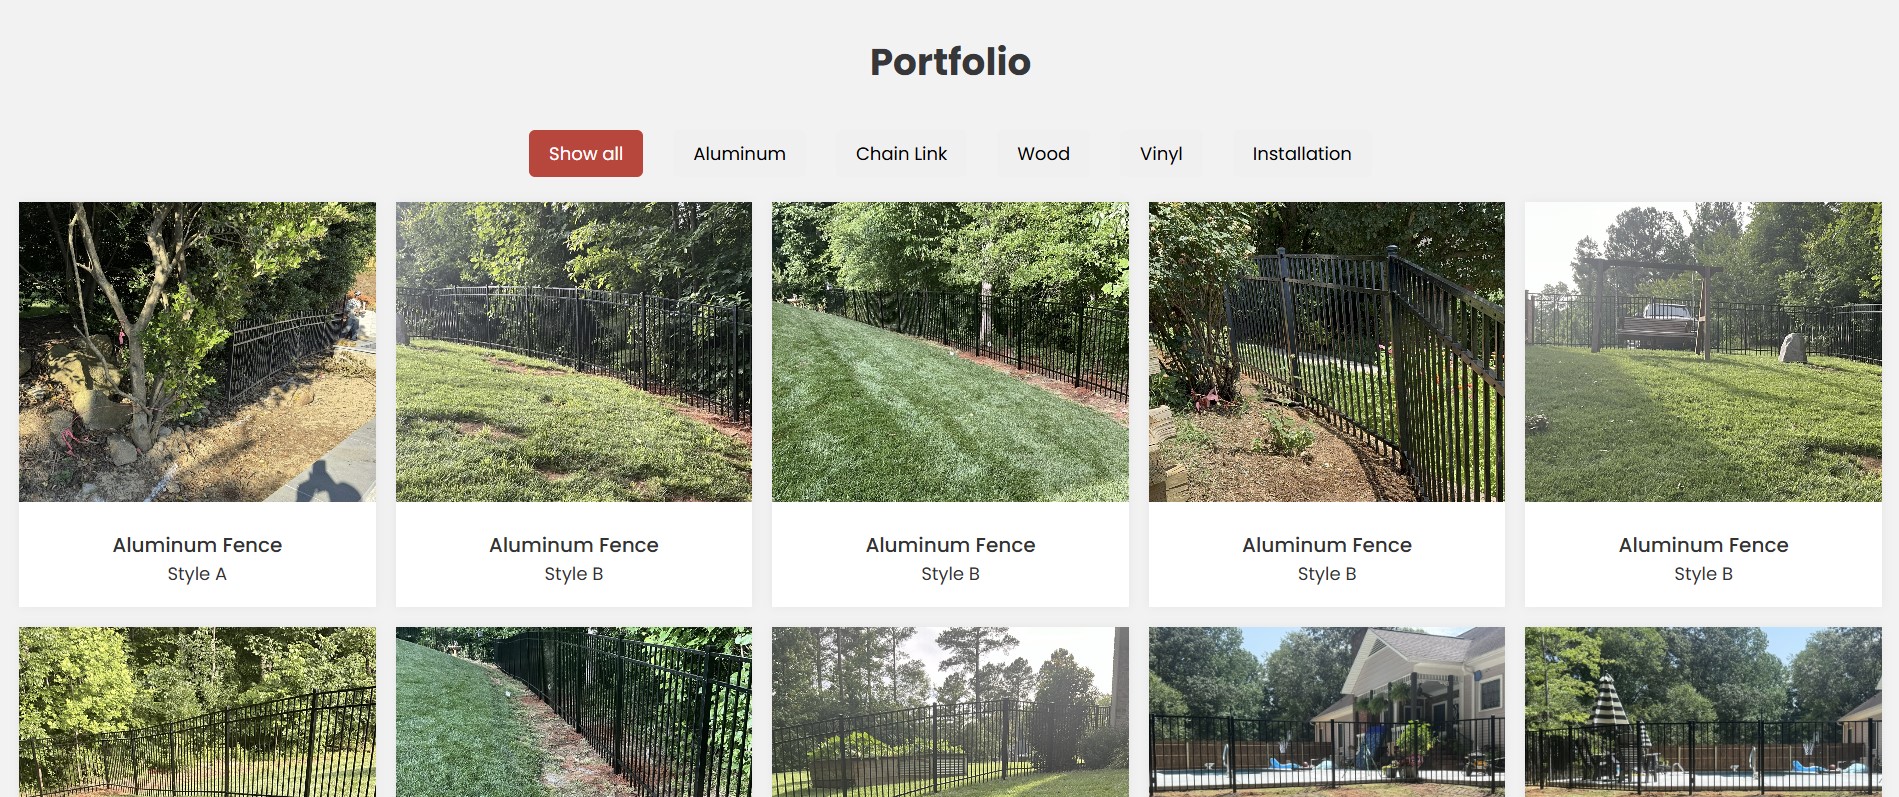 Portfolio
Show all
Aluminum
Chain Link
Wood
Vinyl
Installation
Aluminum Fence
Style A
Aluminum Fence
Style B
Aluminum Fence
Style B
Aluminum Fence
Style B
Aluminum Fence
Style B